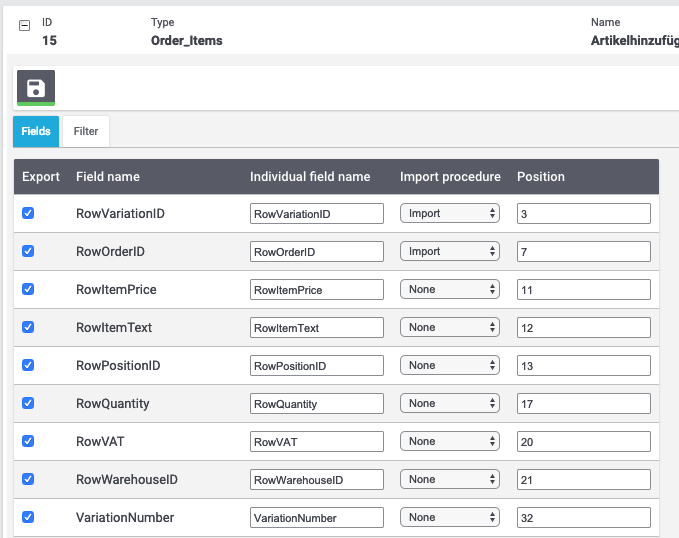 ID Type Name
15 Order_Items Artikelhinzufüg
Fields Filter
Export Field name Individual field name Import procedure Position
RowVariationID RowVariationID Import 3
RowOrderID RowOrderID Import 7
RowItemPrice RowItemPrice None 11
RowItemText RowItemText None 12
RowPositionID RowPositionID None 13
RowQuantity RowQuantity None 17
RowVAT RowVAT None 20
RowWarehouseID RowWarehouseID None 21
VariationNumber VariationNumber None 32